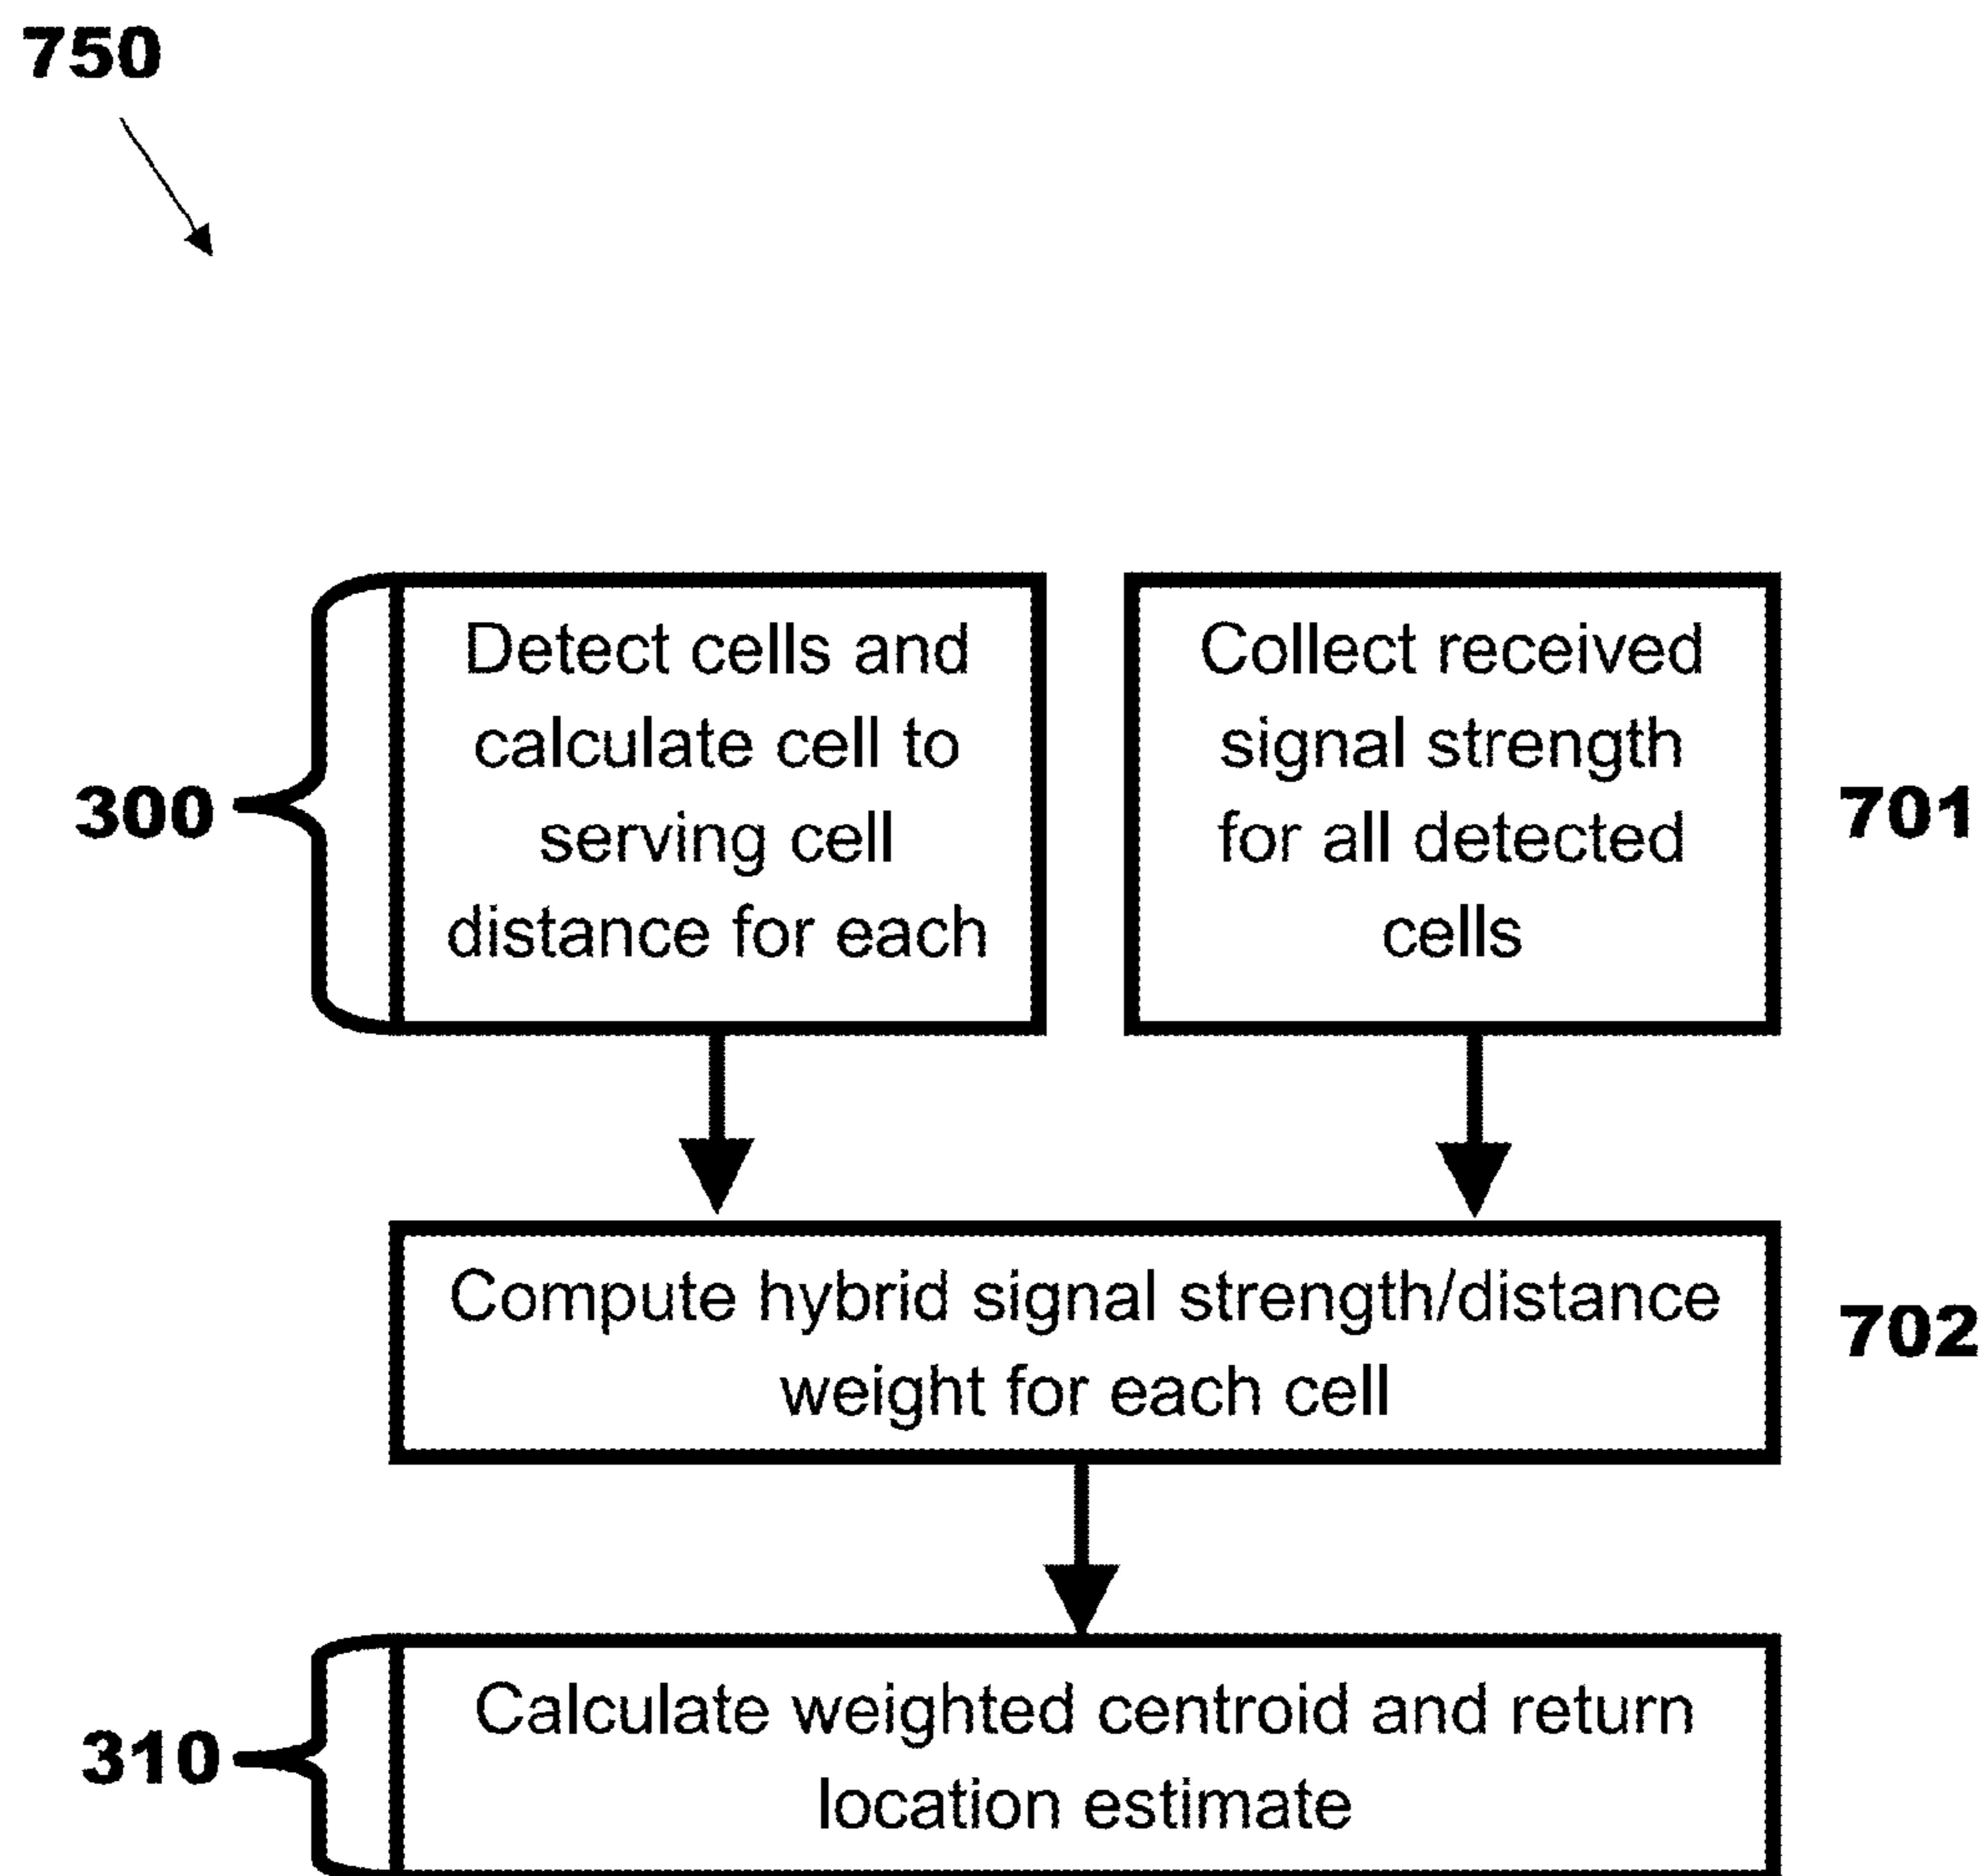 750
300
Detect cells and
calculate cell to
serving cell
distance for each
Collect received
signal strength
for all detected
cells
701
Compute hybrid signal strength/distance
weight for each cell
702
310
Calculate weighted centroid and return
location estimate